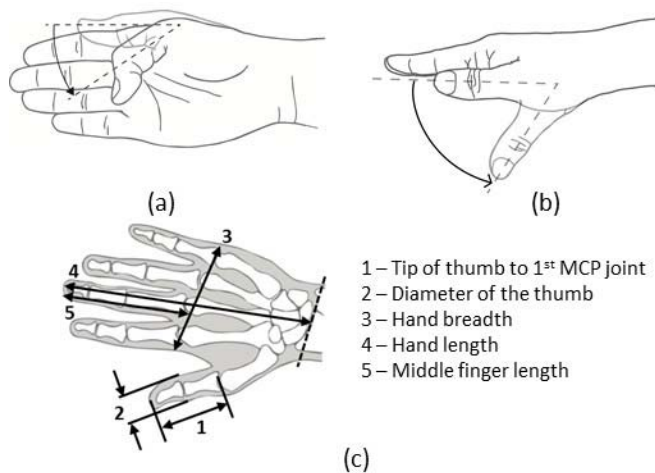 (a)
(b)
3
4
5
2
1
1 – Tip of thumb to 1st MCP joint
2 – Diameter of the thumb
3 – Hand breadth
4 – Hand length
5 – Middle finger length
(c)